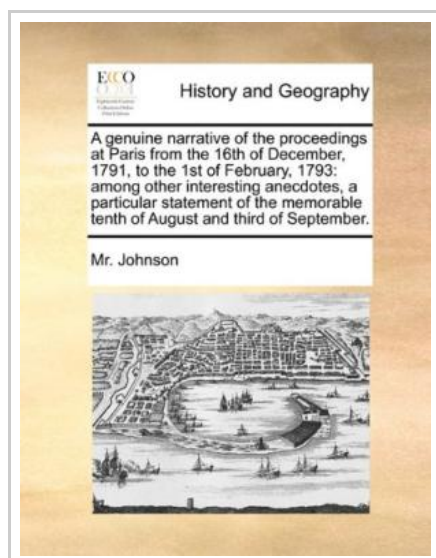 ECCO
History and Geography
A genuine narrative of the proceedings
at Paris from the 16th of December,
1791, to the 1st of February, 1793:
among other interesting anecdotes, a
particular statement of the memorable
tenth of August and third of September.
Mr. Johnson